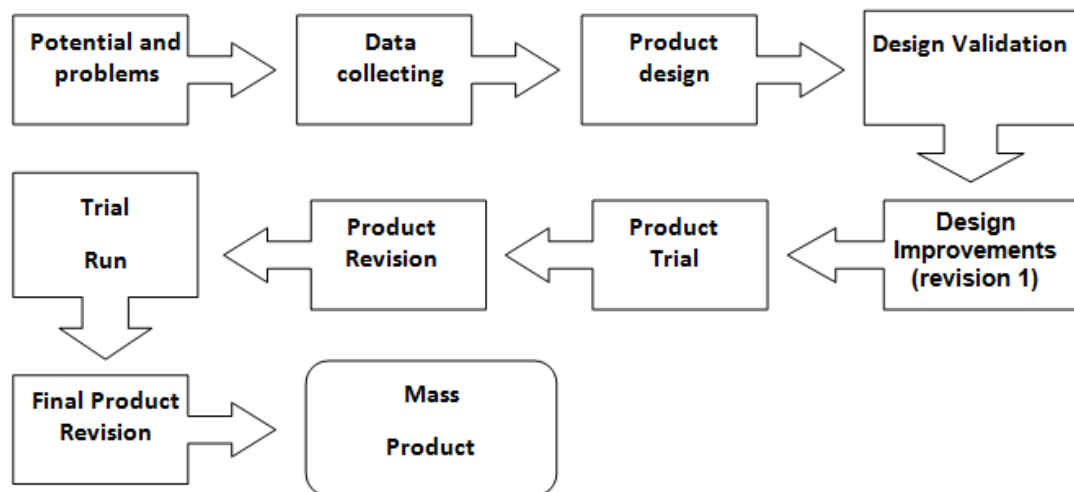 Potential and
problems
Data
collecting
Product
design
Design Validation
Design
Improvements
(revision 1)
Product
Trial
Product
Revision
Trial
Run
Final Product
Revision
Mass
Product